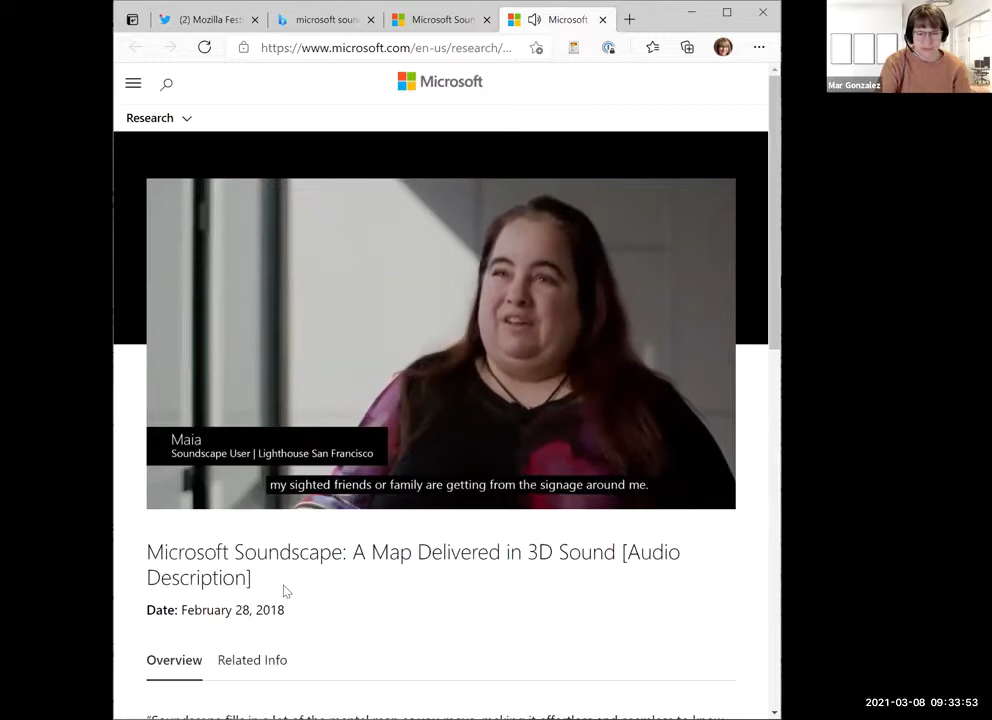 (2) Mozilla Fest
microsoft soun
Microsoft Soun
Microsoft
https://www.microsoft.com/en-us/research/...
Microsoft
Research
Maia
Soundscape User | Lighthouse San Francisco
my sighted friends or family are getting from the signage around me.
Microsoft Soundscape: A Map Delivered in 3D Sound [Audio
Description]
Date: February 28, 2018
Overview
Related Info
Mar Gonzalez
2021-03-08 09:33:53